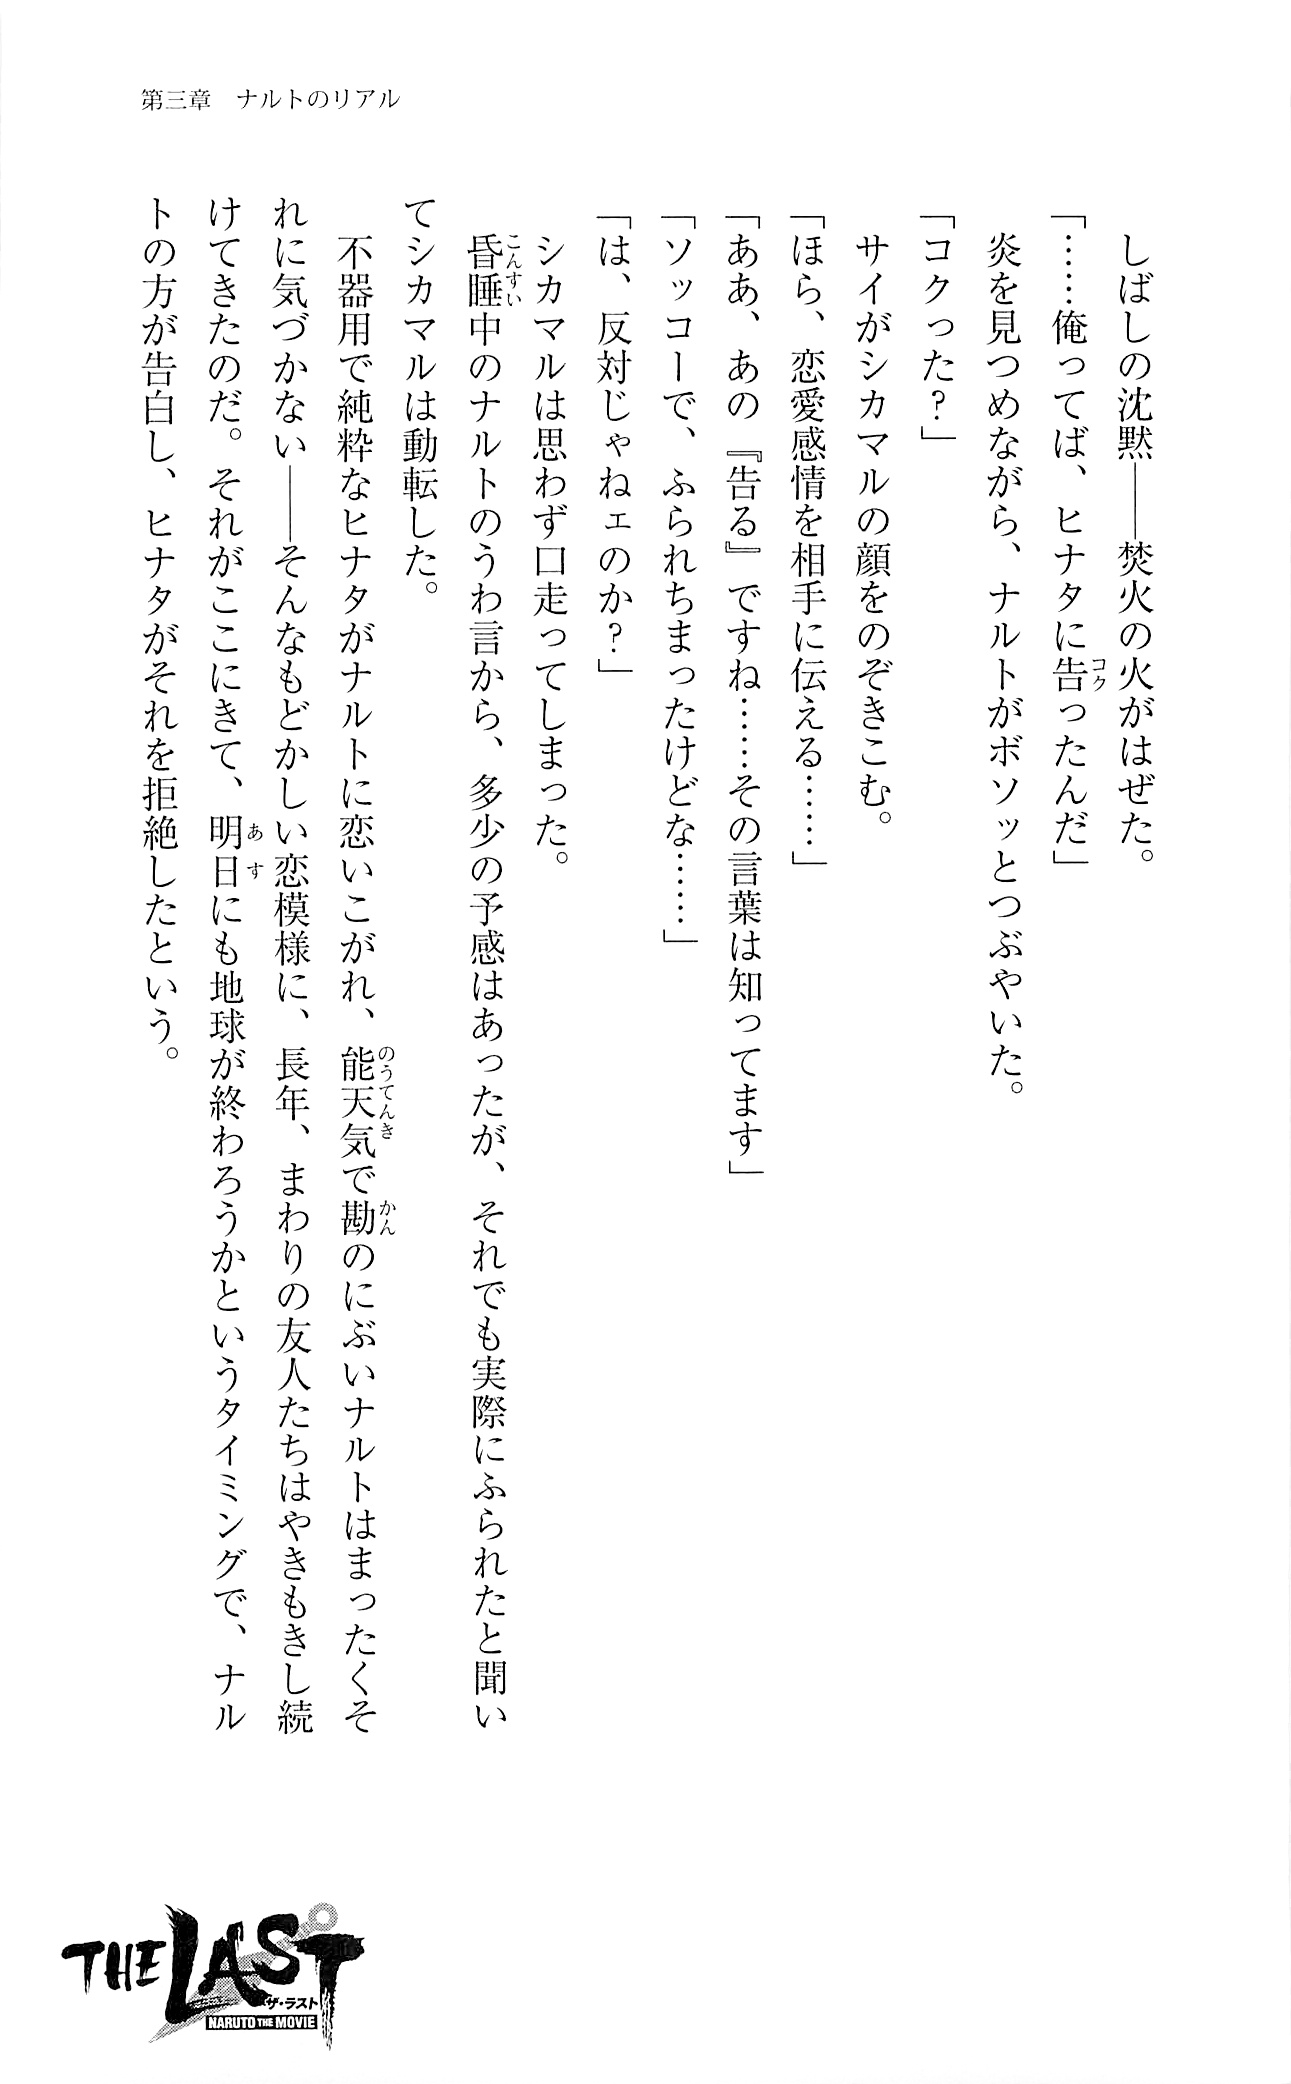 第三章　ナルトのリアル
　しばしの沈黙――焚火の火がはぜた。
「……俺ってば、ヒナタに告ったんだ」
　炎を見つめながら、ナルトがボソッとつぶやいた。
「コクった？」
　サイがシカマルの顔をのぞきこむ。
「ほら、恋愛感情を相手に伝える……」
「ああ、あの『告る』ですね……その言葉は知ってます」
「ソッコーで、ふられちまったけどな……」
「は、反対じゃねェのか？」
　シカマルは思わず口走ってしまった。
　昏睡中のナルトのうわ言から、多少の予感はあったが、それでも実際にふられたと聞い
てシカマルは動転した。
　不器用で純粋なヒナタがナルトに恋いこがれ、能天気で勘のにぶいナルトはまったくそ
れに気づかない――そんなもどかしい恋模様に、長年、まわりの友人たちはやきもきし続
けてきたのだ。それがここにきて、明日にも地球が終わろうかというタイミングで、ナル
トの方が告白し、ヒナタがそれを拒絶したという。
コク
こんすい
のうてんき
かん
あす
THE LAST
ザ・ラスト
NARUTO THE MOVIE